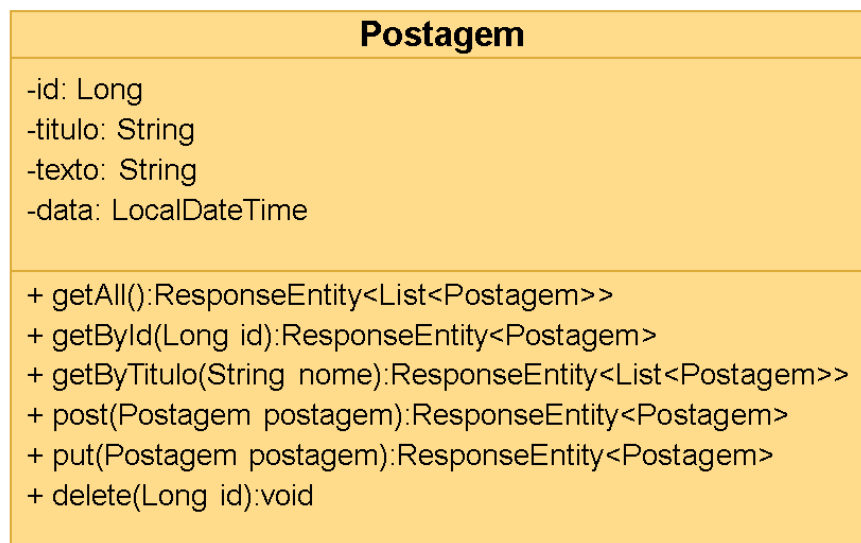 Postagem
-id: Long
-titulo: String
-texto: String
-data: LocalDateTime
+ getAll():ResponseEntity<List<Postagem>>
+ getById(Long id):ResponseEntity<Postagem>
+ getByTitulo(String nome):ResponseEntity<List<Postagem>>
+ post(Postagem postagem):ResponseEntity<Postagem>
+ put(Postagem postagem):ResponseEntity<Postagem>
+ delete(Long id):void